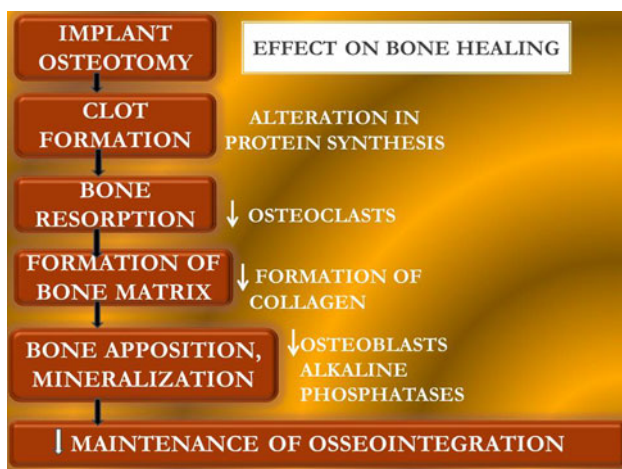 IMPLANT
OSTEOTOMY
EFFECT ON BONE HEALING
CLOT
FORMATION
ALTERATION IN
PROTEIN SYNTHESIS
BONE
RESORPTION
↓ OSTEOCLASTS
FORMATION OF
BONE MATRIX
↓ FORMATION OF
COLLAGEN
BONE APPOSITION,
MINERALIZATION
↓OSTEOBLASTS
ALKALINE
PHOSPHATASES
↓ MAINTENANCE OF OSSEOINTEGRATION